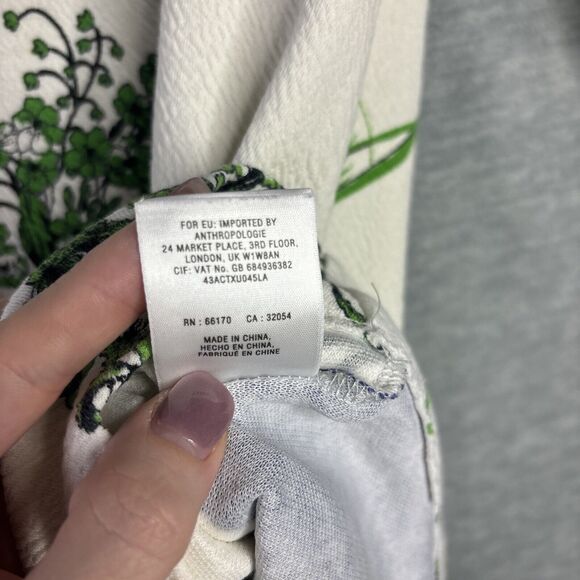 FOR EU: IMPORTED BY
ANTHROPOLOGIE
24 MARKET PLACE, 3RD FLOOR,
LONDON, UK W1W8AN
CIF: VAT No. GB 684936382
43ACTXU045LA
RN : 66170 CA : 32054
MADE IN CHINA,
HECHO EN CHINA,
FABRIQUÉ EN CHINE